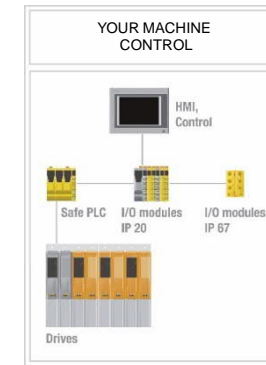 YOUR MACHINE
CONTROL
HMI,
Control
Safe PLC
I/O modules
IP 20
I/O modules
IP 67
Drives